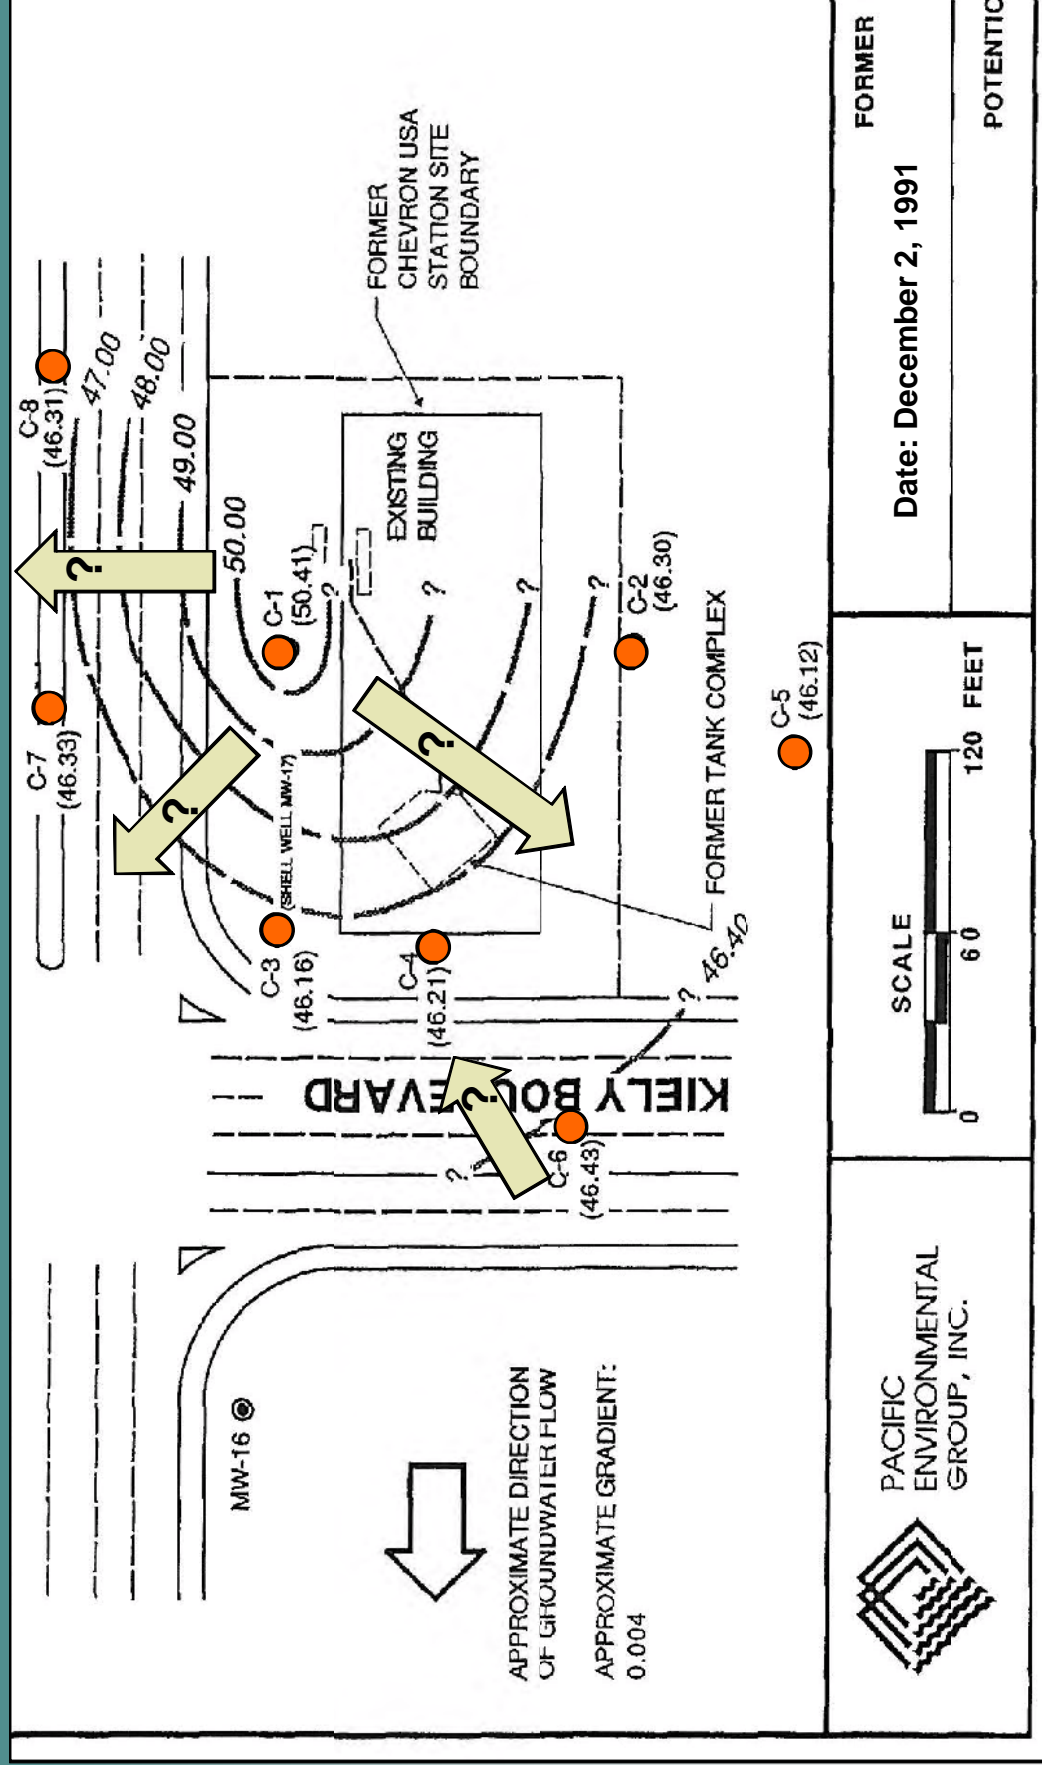 C-8
(46.31)
47.00
48.00
49.00
50.00
C-7
(46.33)
?
?
?
?
C-1
(50.41)
?
?
?
?
EXISTING
BUILDING
FORMER
CHEVRON USA
STATION SITE
BOUNDARY
(SHELL WELL MW-17)
C-3
(46.16)
C-4
(46.21)
C-2
(46.30)
FORMER TANK COMPLEX
C-5
(46.12)
? 46.40
KIELY BOULEVARD
?
C-6
(46.43)
MW-16
APPROXIMATE DIRECTION
OF GROUNDWATER FLOW
APPROXIMATE GRADIENT:
0.004
PACIFIC
ENVIRONMENTAL
GROUP, INC.
SCALE
0 60 120 FEET
FORMER
Date: December 2, 1991